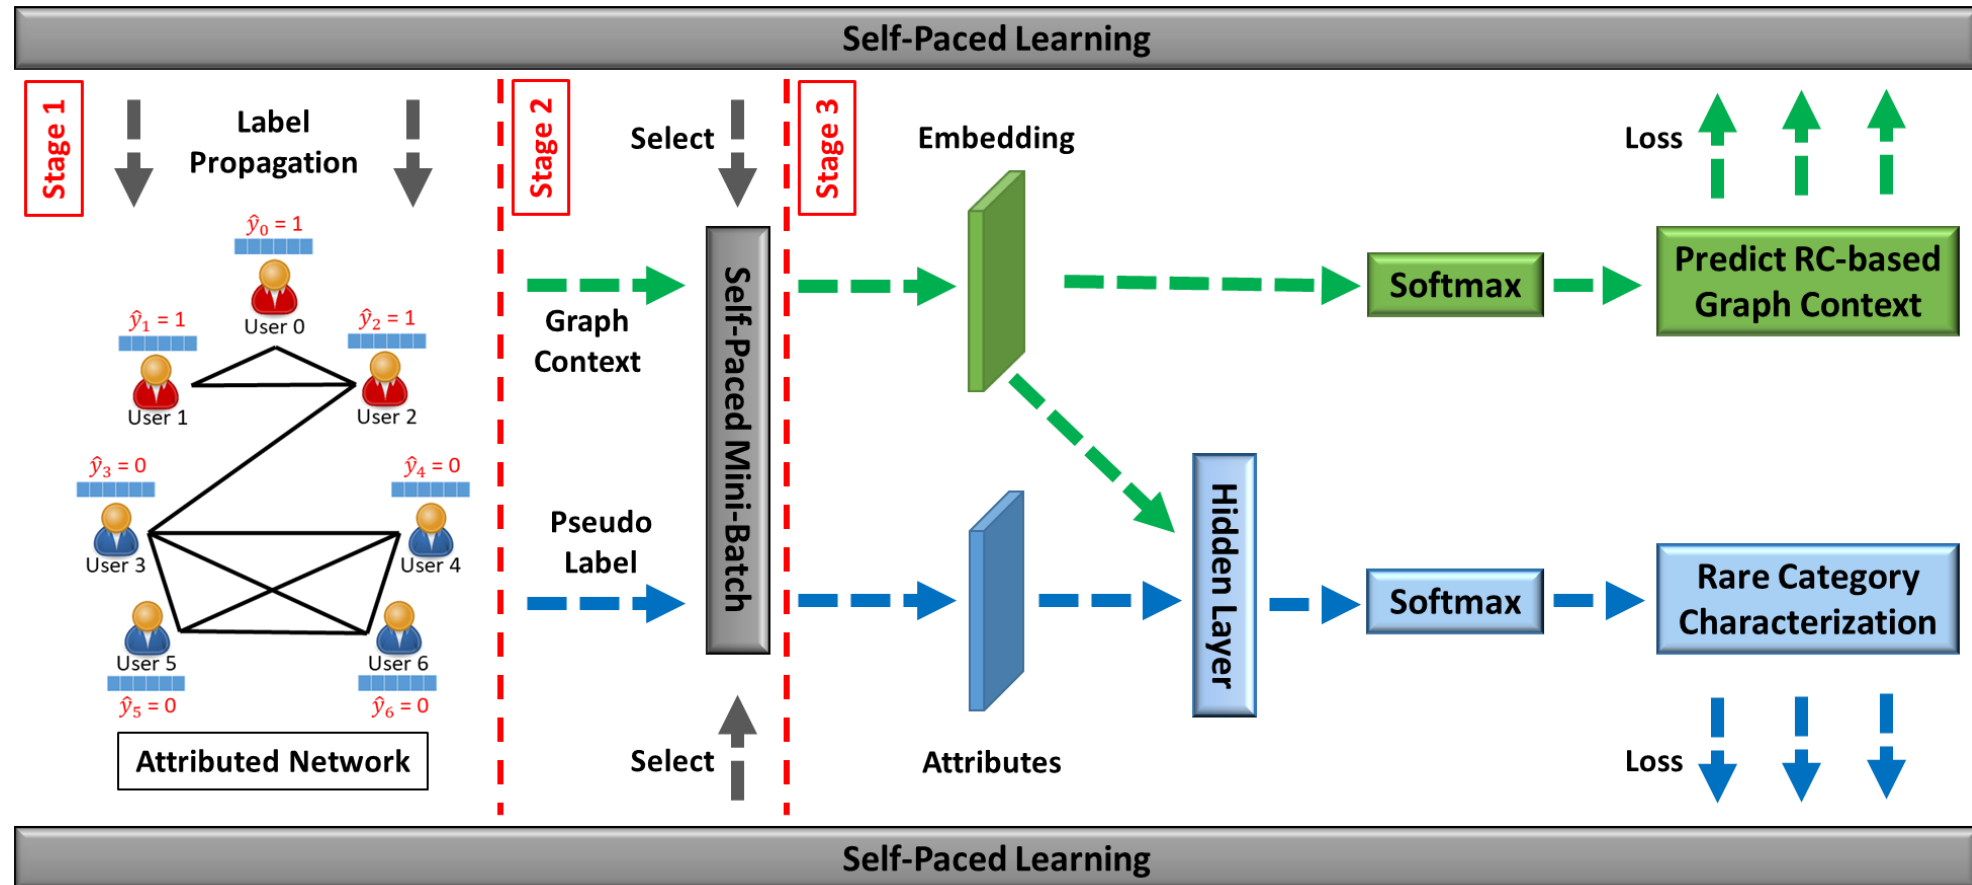 Self-Paced Learning
Stage 1
Label
Propagation
ŷ₀ = 1
User 0
ŷ₁ = 1
User 1
ŷ₂ = 1
User 2
ŷ₃ = 0
User 3
ŷ₄ = 0
User 4
User 5
ŷ₅ = 0
User 6
ŷ₆ = 0
Attributed Network
Stage 2
Select
Graph
Context
Pseudo
Label
Self-Paced Mini-Batch
Select
Stage 3
Embedding
Attributes
Hidden Layer
Softmax
Softmax
Loss
Predict RC-based
Graph Context
Rare Category
Characterization
Loss
Self-Paced Learning